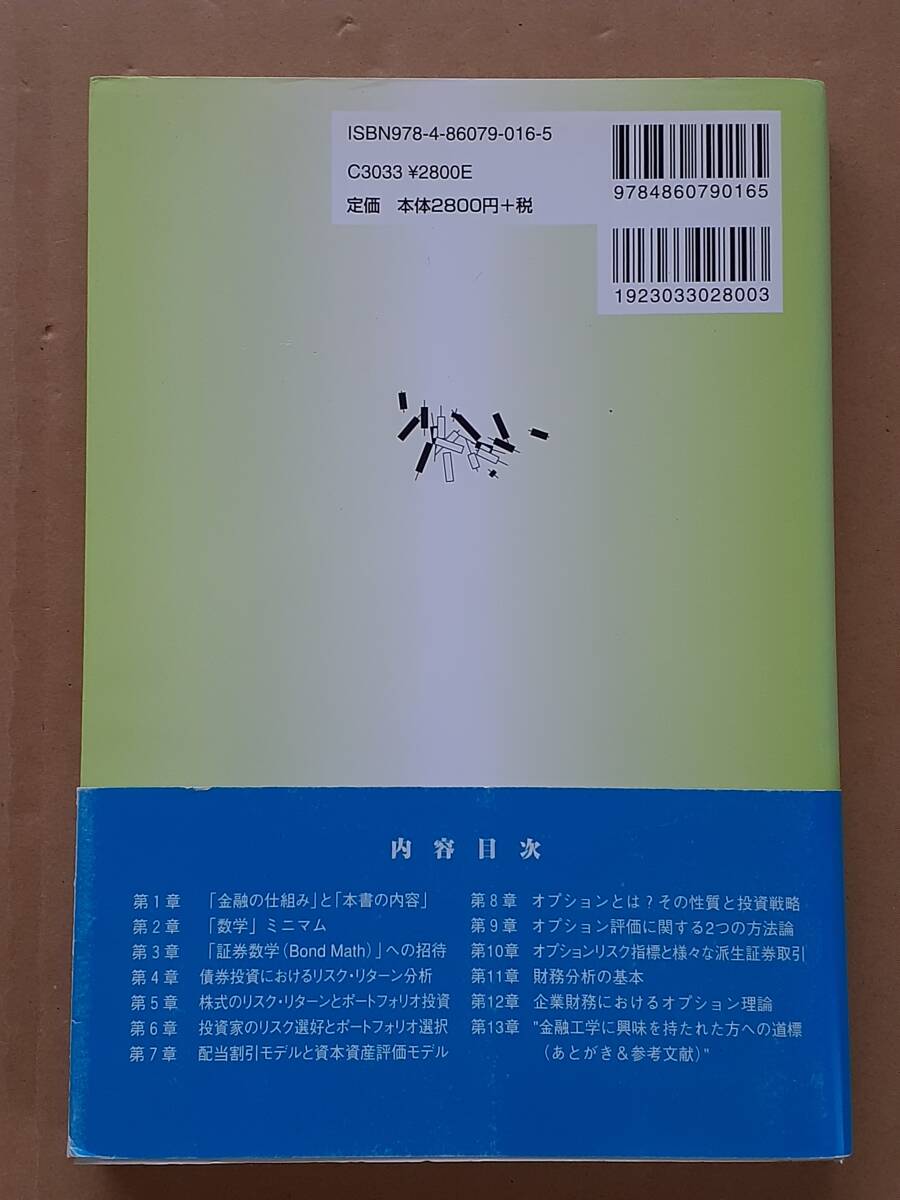 ISBN978-4-86079-016-5
C3033 ¥2800E
定価 本体2800円+税
9784860790165
1923033028003
内容目次
第1章 「金融の仕組み」と「本書の内容」
第2章 「数学」ミニマム
第3章 「証券数学(Bond Math)」への招待
第4章 債券投資におけるリスク・リターン分析
第5章 株式のリスク・リターンとポートフォリオ投資
第6章 投資家のリスク選好とポートフォリオ選択
第7章 配当割引モデルと資本資産評価モデル
第8章 オプションとは?その性質と投資戦略
第9章 オプション評価に関する2つの方法論
第10章 オプションリスク指標と様々な派生証券取引
第11章 財務分析の基本
第12章 企業財務におけるオプション理論
第13章 "金融工学に興味を持たれた方への道標
(あとがき&参考文献)"